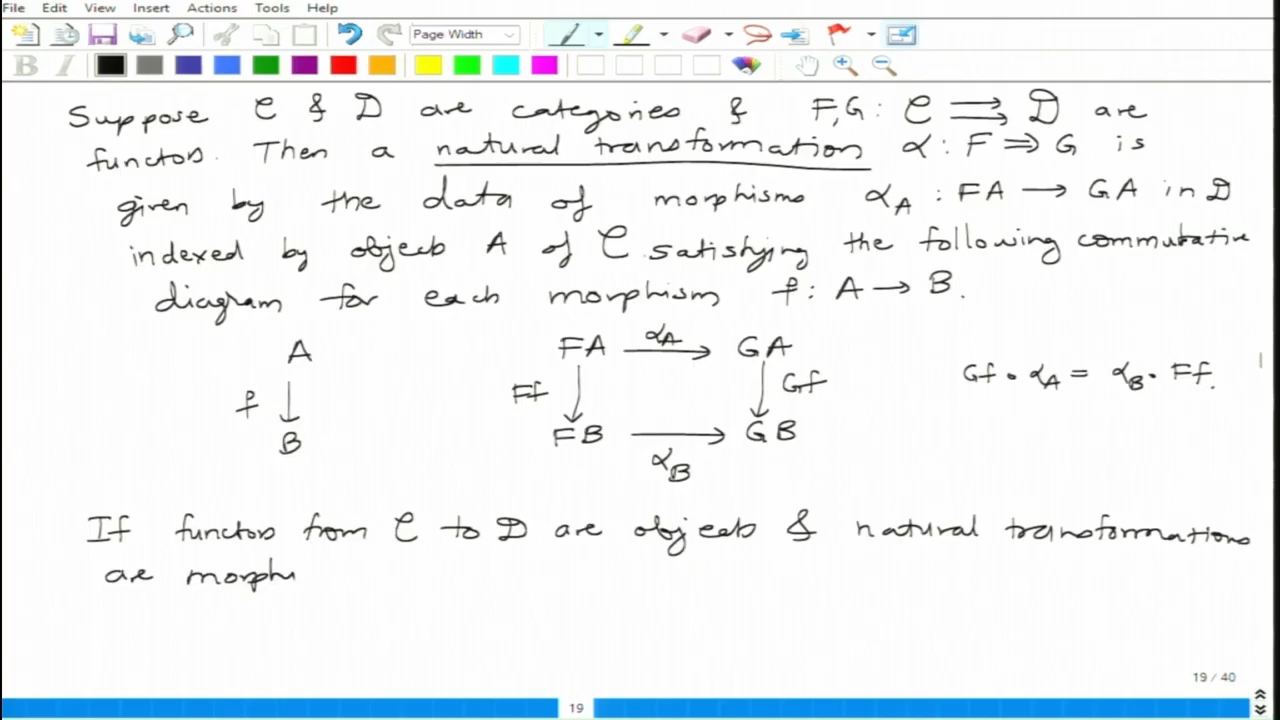 File Edit View Insert Actions Tools Help
Page Width
B I
Suppose C & D are categories & F,G : C ⇉ D are
functors. Then a natural transformation α : F ⇒ G is
given by the data of morphisms α_A : FA → GA in D
indexed by objects A of C satisfying the following commutative
diagram for each morphism f : A → B.
A FA α_A → GA
f ↓ Ff ↓ ↓ Gf Gf · α_A = α_B · Ff.
B FB → GB
α_B
If functors from C to D are objects & natural transformations
are morphi
19 / 40
19